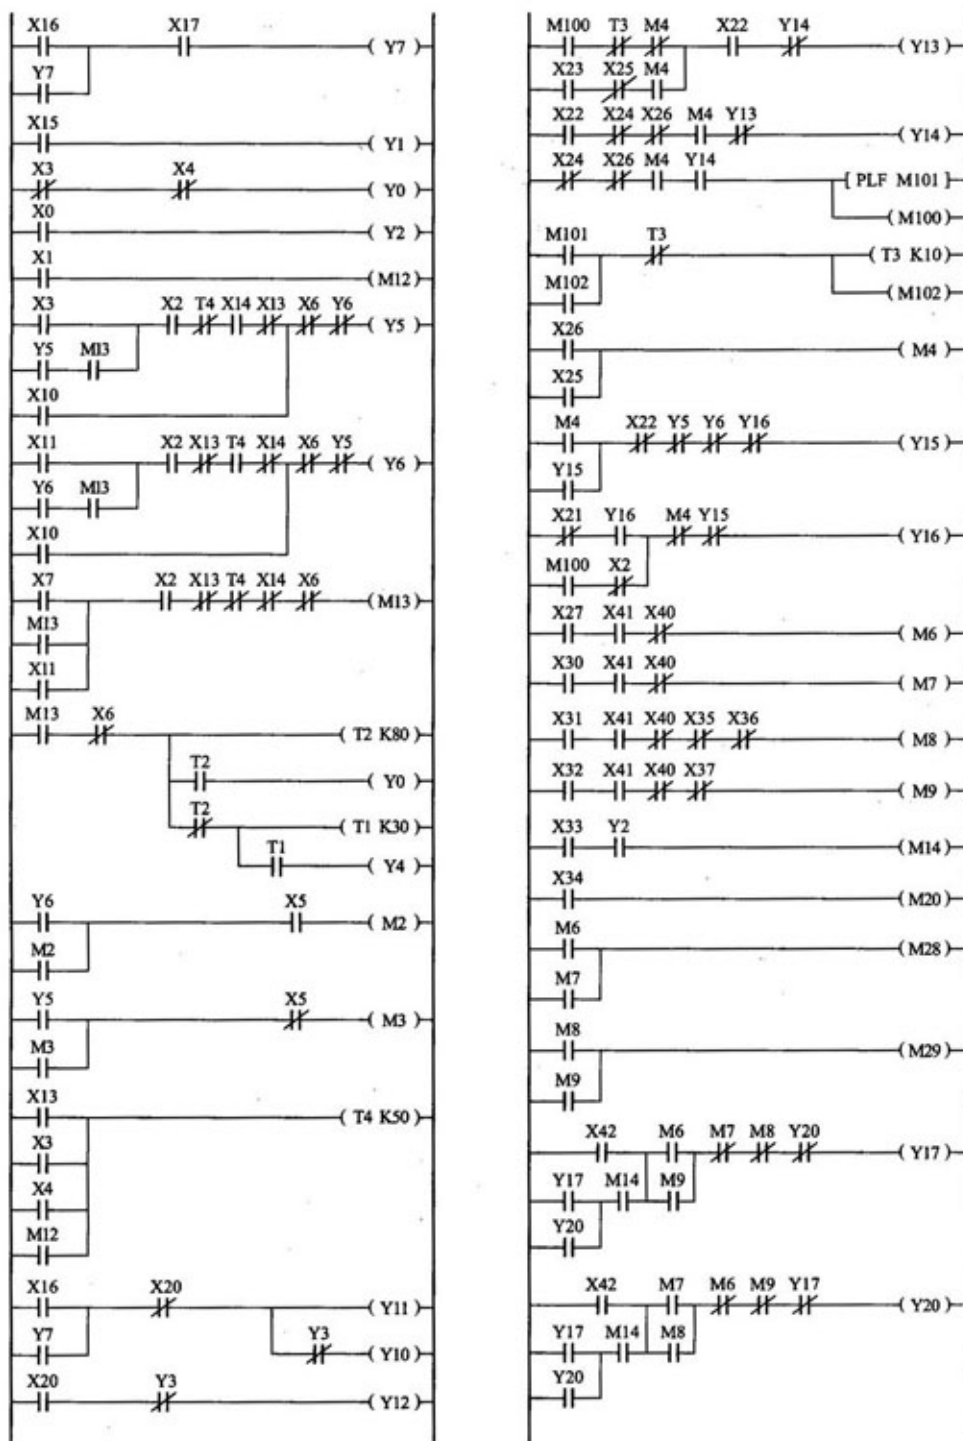 X16 X17
( Y7 )
Y7
X15
( Y1 )
X3 X4
( Y0 )
X0
( Y2 )
X1
( M12 )
X3 X2 T4 X14 X13 X6 Y6
( Y5 )
Y5 M13
X10
X11 X2 X13 T4 X14 X6 Y5
( Y6 )
Y6 M13
X10
X7 X2 X13 T4 X14 X6
( M13 )
M13
X11
M13 X6
( T2 K80 )
T2
( Y0 )
T2
( T1 K30 )
T1
( Y4 )
Y6 X5
( M2 )
M2
Y5 X5
( M3 )
M3
X13
( T4 K50 )
X3
X4
M12
X16 X20
( Y11 )
Y7 Y3
( Y10 )
X20 Y3
( Y12 )
M100 T3 M4 X22 Y14
( Y13 )
X23 X25 M4
X22 X24 X26 M4 Y13
( Y14 )
X24 X26 M4 Y14
[ PLF M101 ]
( M100 )
M101 T3
( T3 K10 )
M102
( M102 )
X26
( M4 )
X25
M4 X22 Y5 Y6 Y16
( Y15 )
Y15
X21 Y16 M4 Y15
( Y16 )
M100 X2
X27 X41 X40
( M6 )
X30 X41 X40
( M7 )
X31 X41 X40 X35 X36
( M8 )
X32 X41 X40 X37
( M9 )
X33 Y2
( M14 )
X34
( M20 )
M6
( M28 )
M7
M8
( M29 )
M9
X42 M6 M7 M8 Y20
( Y17 )
Y17 M14 M9
Y20
X42 M7 M6 M9 Y17
( Y20 )
Y17 M14 M8
Y20